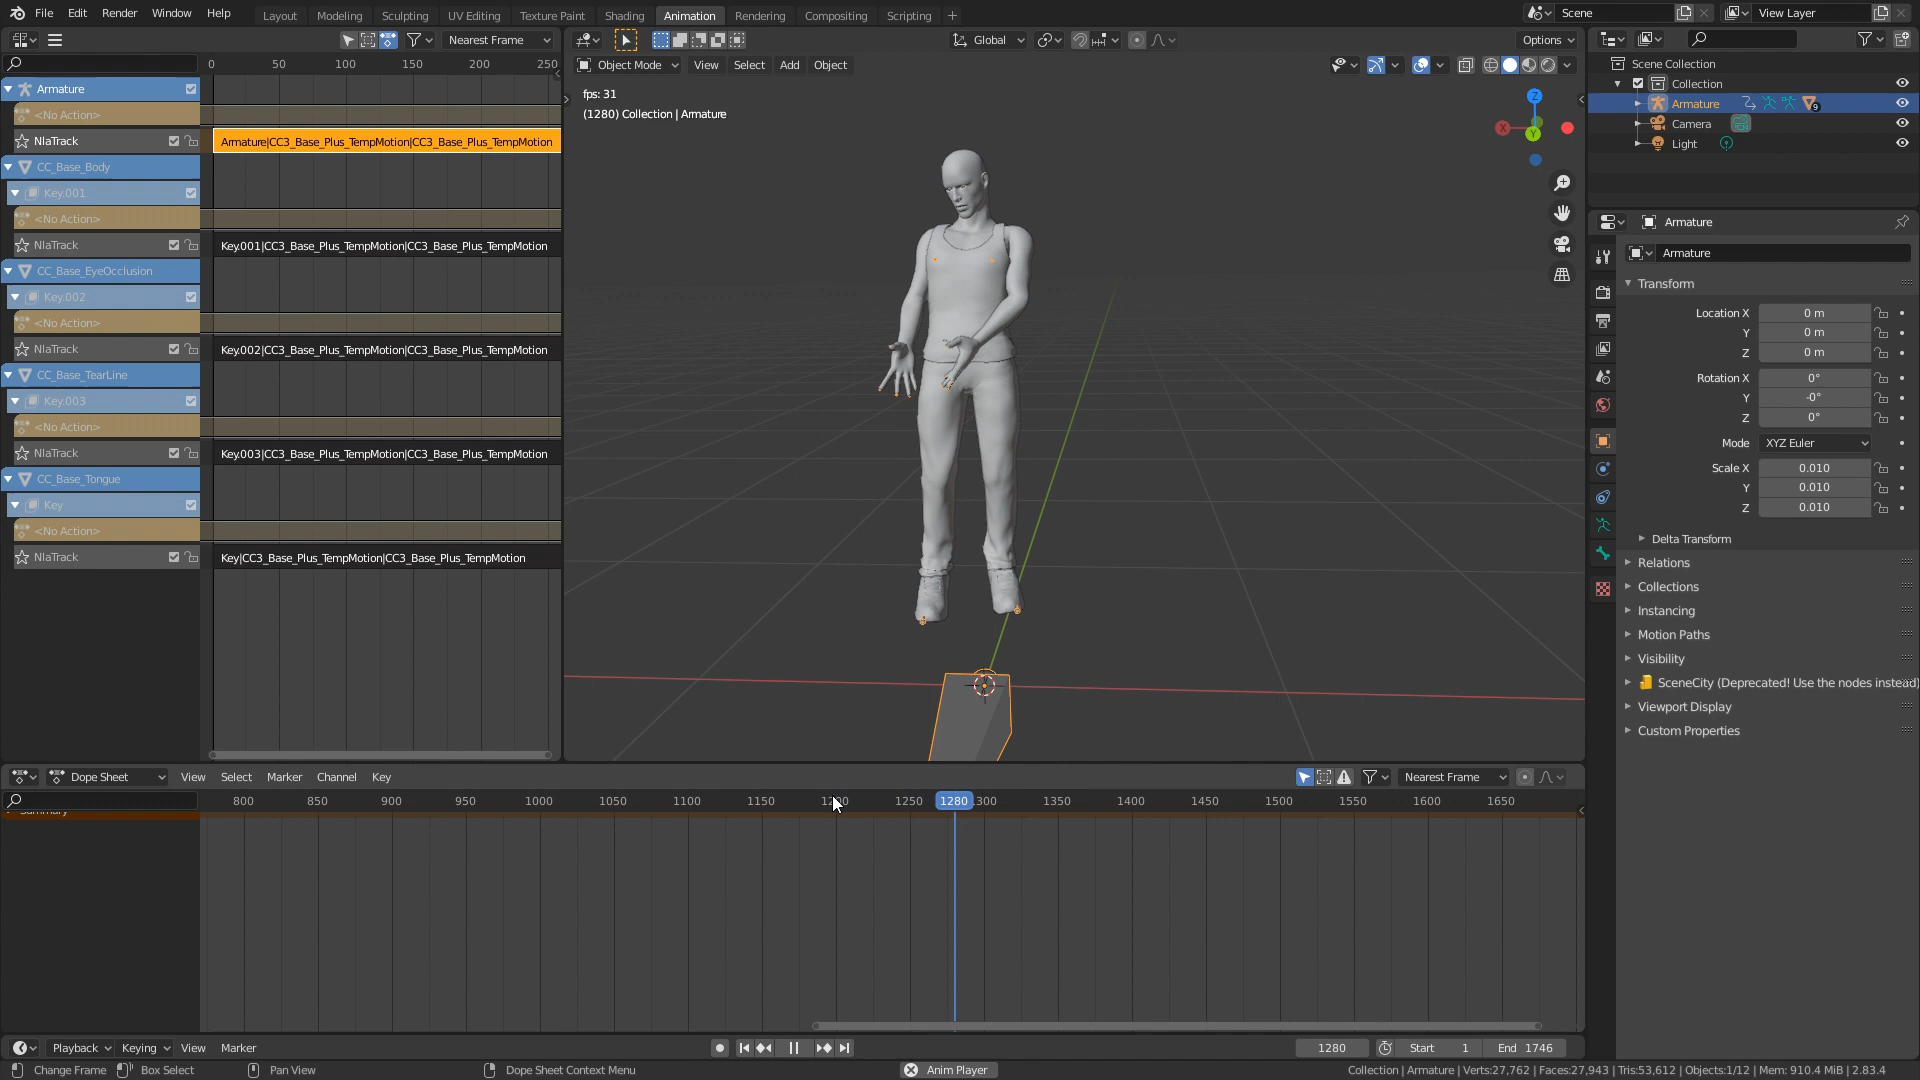 File Edit Render Window Help
Layout Modeling Sculpting UV Editing Texture Paint Shading Animation Rendering Compositing Scripting +
Scene
View Layer
Nearest Frame
Global
Options
Object Mode View Select Add Object
0 50 100 150 200 250
Armature
<No Action>
NlaTrack
Armature|CC3_Base_Plus_TempMotion|CC3_Base_Plus_TempMotion
CC_Base_Body
Key.001
<No Action>
NlaTrack
Key.001|CC3_Base_Plus_TempMotion|CC3_Base_Plus_TempMotion
CC_Base_EyeOcclusion
Key.002
<No Action>
NlaTrack
Key.002|CC3_Base_Plus_TempMotion|CC3_Base_Plus_TempMotion
CC_Base_TearLine
Key.003
<No Action>
NlaTrack
Key.003|CC3_Base_Plus_TempMotion|CC3_Base_Plus_TempMotion
CC_Base_Tongue
Key
<No Action>
NlaTrack
Key|CC3_Base_Plus_TempMotion|CC3_Base_Plus_TempMotion
fps: 31
(1280) Collection | Armature
Z
X
Y
Scene Collection
Collection
Armature
9
Camera
Light
Armature
Armature
Transform
Location X 0 m
Y 0 m
Z 0 m
Rotation X 0°
Y -0°
Z 0°
Mode XYZ Euler
Scale X 0.010
Y 0.010
Z 0.010
Delta Transform
Relations
Collections
Instancing
Motion Paths
Visibility
SceneCity (Deprecated! Use the nodes instead)
Viewport Display
Custom Properties
Dope Sheet View Select Marker Channel Key
Nearest Frame
800 850 900 950 1000 1050 1100 1150 1200 1250 1280 1300 1350 1400 1450 1500 1550 1600 1650
Summary
Playback Keying View Marker
1280 Start 1 End 1746
Change Frame Box Select Pan View Dope Sheet Context Menu
Anim Player
Collection | Armature | Verts:27,762 | Faces:27,943 | Tris:53,612 | Objects:1/12 | Mem: 910.4 MiB | 2.83.4